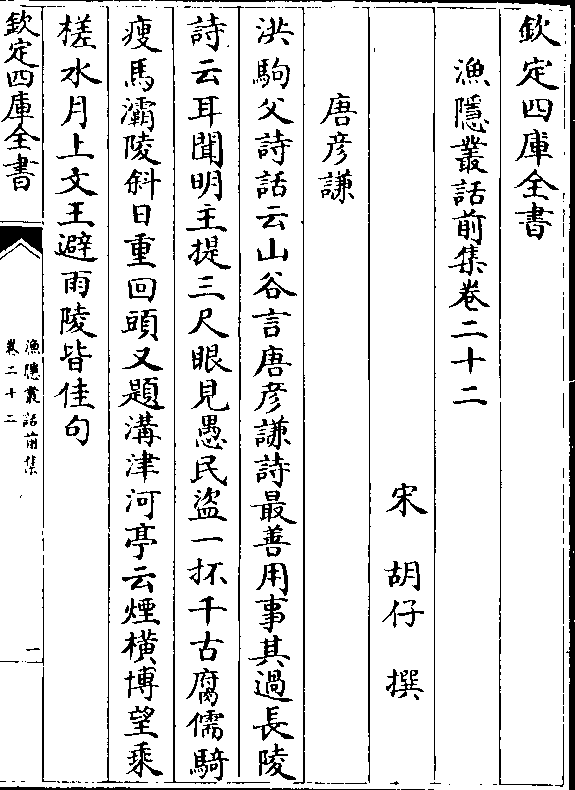 欽定四庫全書
漁隱叢話前集卷二十二
宋 胡仔 撰
唐彦謙
洪駒父詩話云山谷言唐彦謙詩最善用事其過長陵
詩云耳聞明主提三尺眼見愚民盜一抔千古腐儒騎
瘦馬灞陵斜日重回頭又題溝津河亭云煙橫博望乘
槎水月上文王避雨陵皆佳句
欽定四庫全書
漁隱叢話前集
卷二十二
一